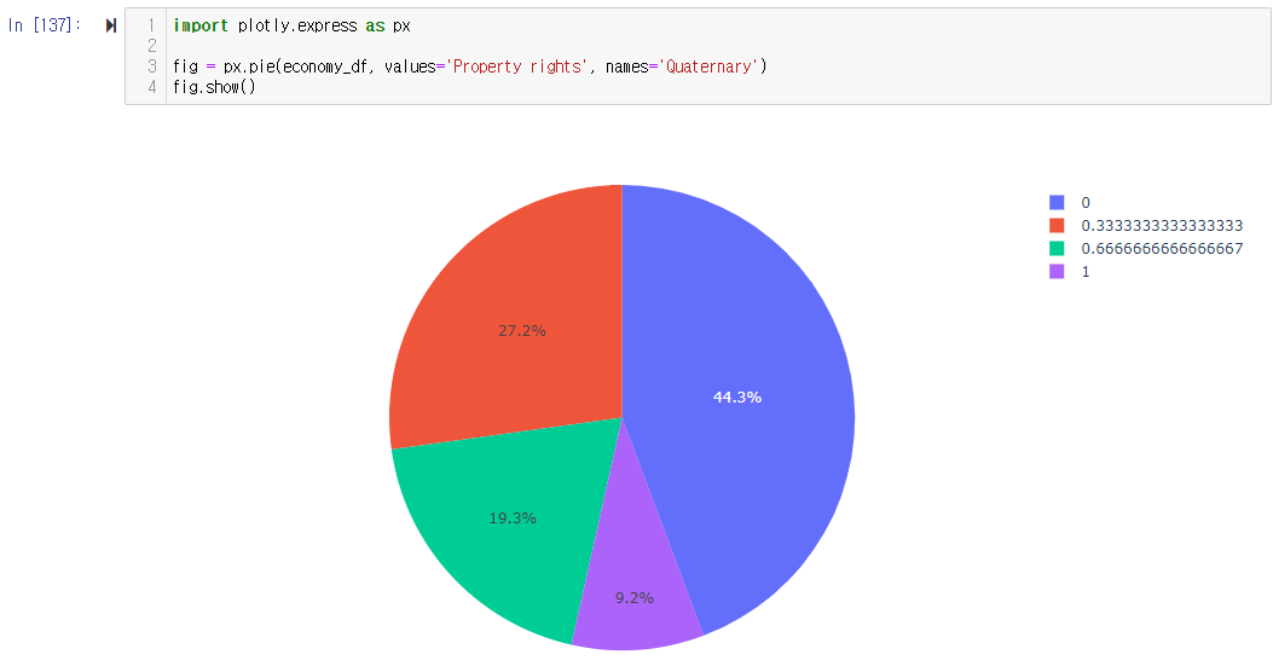 In [137]:
1 import plotly.express as px
2
3 fig = px.pie(economy_df, values='Property rights', names='Quaternary')
4 fig.show()
0
0.3333333333333333
0.6666666666666667
1
27.2%
44.3%
19.3%
9.2%